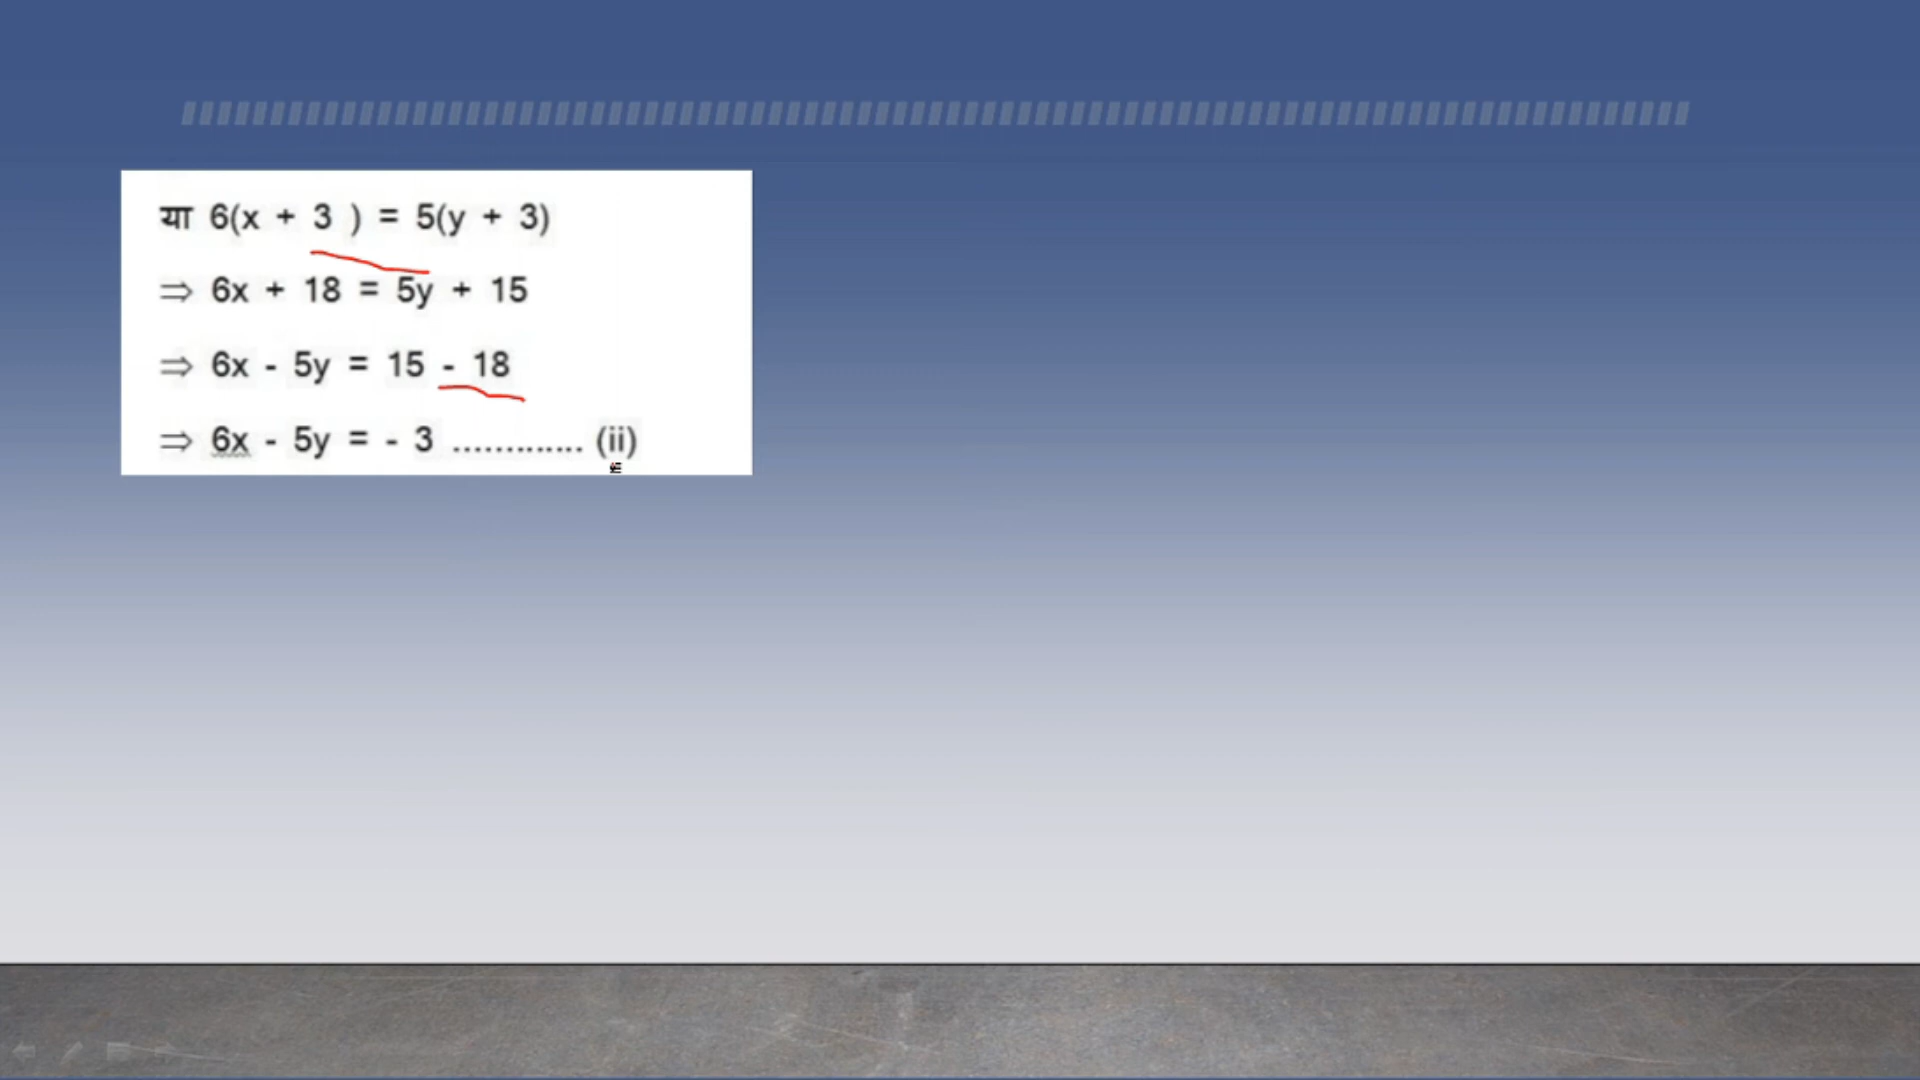 या 6(x + 3 ) = 5(y + 3)
⇒ 6x + 18 = 5y + 15
⇒ 6x - 5y = 15 - 18
⇒ 6x - 5y = - 3 ............. (ii)